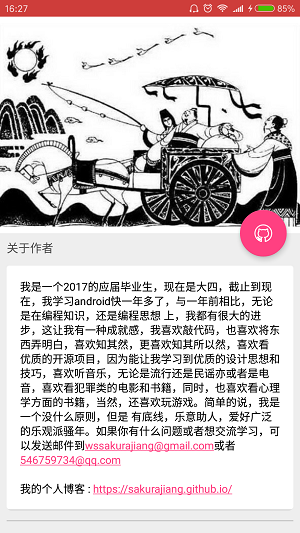 16:27 85%
关于作者
我是一个2017的应届毕业生，现在是大四，截止到现
在，我学习android快一年多了，与一年前相比，无论
是在编程知识，还是编程思想 上，我都有很大的进
步，这让我有一种成就感，我喜欢敲代码，也喜欢将东
西弄明白，喜欢知其然，更喜欢知其所以然，喜欢看
优质的开源项目，因为能让我学习到优质的设计思想和
技巧，喜欢听音乐，无论是流行还是民谣亦或者是电
音，喜欢看犯罪类的电影和书籍，同时，也喜欢看心理
学方面的书籍，当然，还喜欢玩游戏。简单的说，我是
一个没什么原则，但是 有底线，乐意助人，爱好广泛
的乐观派骚年。如果你有什么问题或者想交流学习，可
以发送邮件到wssakurajiang@gmail.com或者
546759734@qq.com
我的个人博客 : https://sakurajiang.github.io/